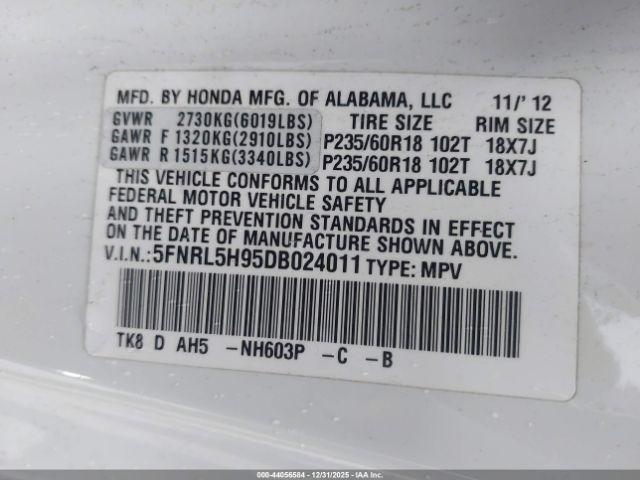 MFD. BY HONDA MFG. OF ALABAMA, LLC 11/' 12
GVWR 2730KG(6019LBS) TIRE SIZE RIM SIZE
GAWR F 1320KG(2910LBS) P235/60R18 102T 18X7J
GAWR R 1515KG(3340LBS) P235/60R18 102T 18X7J
THIS VEHICLE CONFORMS TO ALL APPLICABLE
FEDERAL MOTOR VEHICLE SAFETY
AND THEFT PREVENTION STANDARDS IN EFFECT
ON THE DATE OF MANUFACTURE SHOWN ABOVE.
V.I.N.: 5FNRL5H95DB024011 TYPE: MPV
TK8 D AH5 -NH603P -C -B
000-44056584 - 12/31/2025 - IAAI.COM